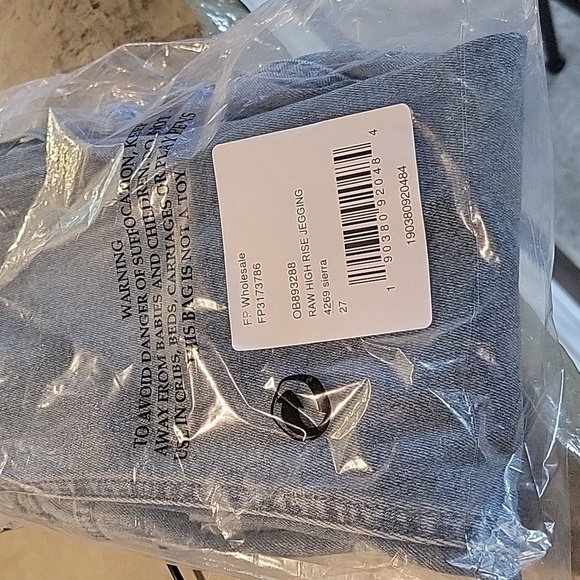 WARNING
TO AVOID DANGER OF SUFFOCATION, KEEP
AWAY FROM BABIES AND CHILDREN. DO NOT
USE IN CRIBS, BEDS, CARRIAGES OR PLAY PENS
THIS BAG IS NOT A TOY
FP Wholesale
FP3173786
OB893288
RAW HIGH RISE JEGGING
4269 sierra
27
1 90380 92048 4
190380920484